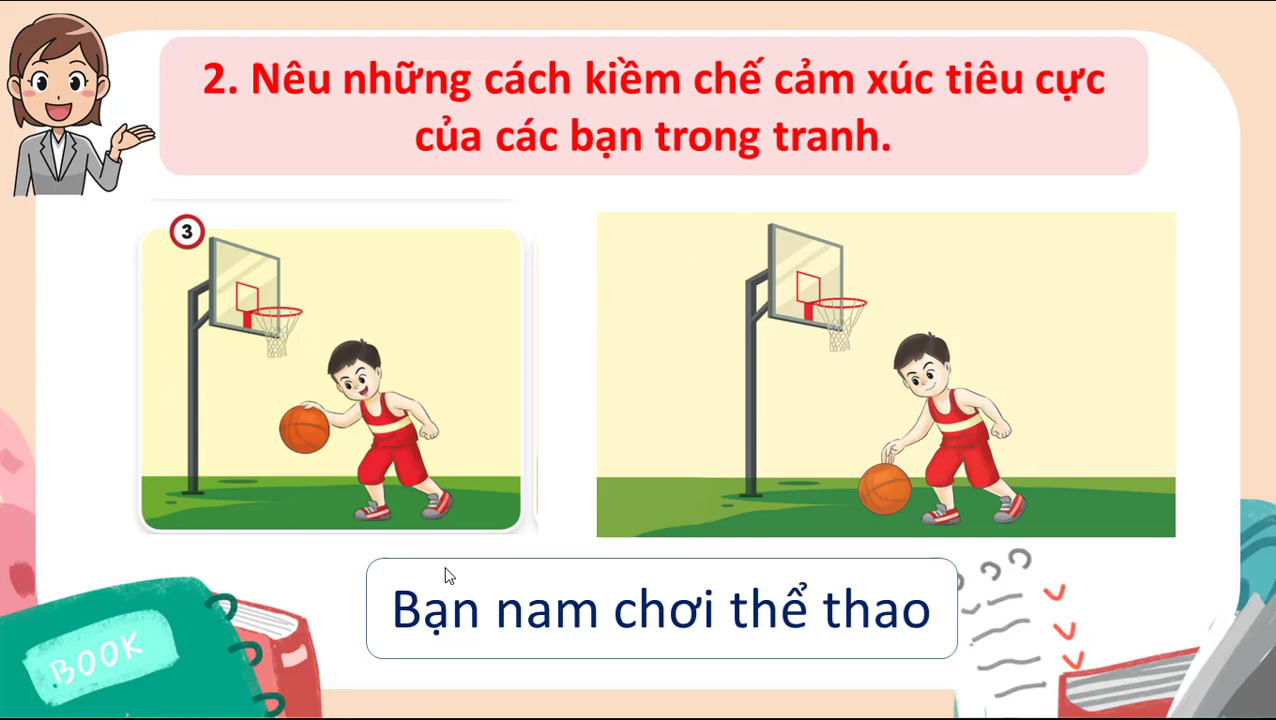 2. Nêu những cách kiềm chế cảm xúc tiêu cực
của các bạn trong tranh.
3
Bạn nam chơi thể thao
BOOK